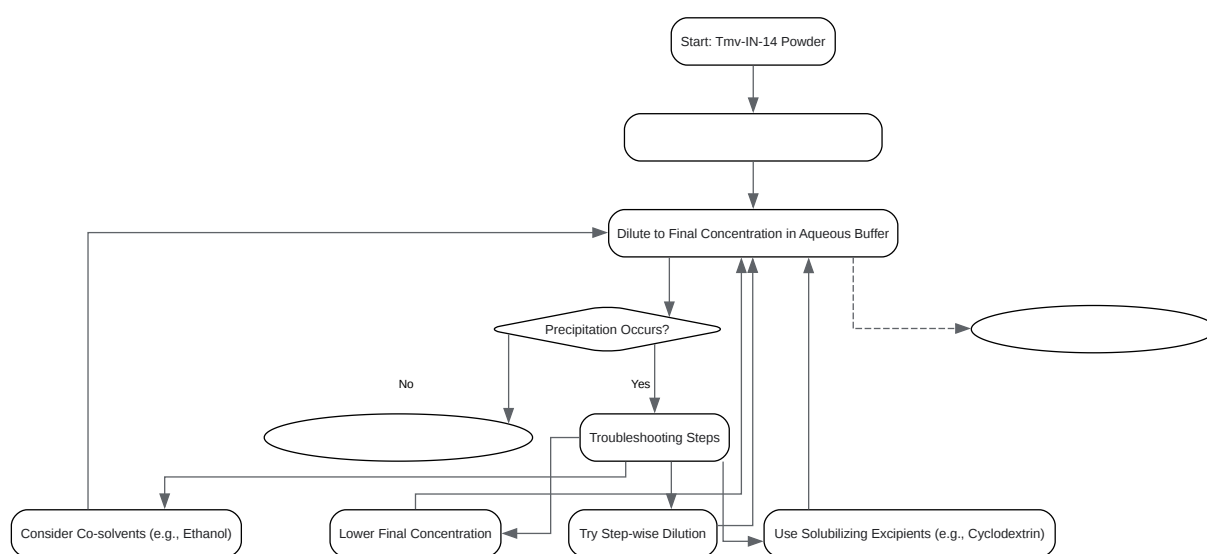 Start: Tmv-IN-14 Powder
Dilute to Final Concentration in Aqueous Buffer
Precipitation Occurs?
No
Yes
Troubleshooting Steps
Consider Co-solvents (e.g., Ethanol)
Lower Final Concentration
Try Step-wise Dilution
Use Solubilizing Excipients (e.g., Cyclodextrin)